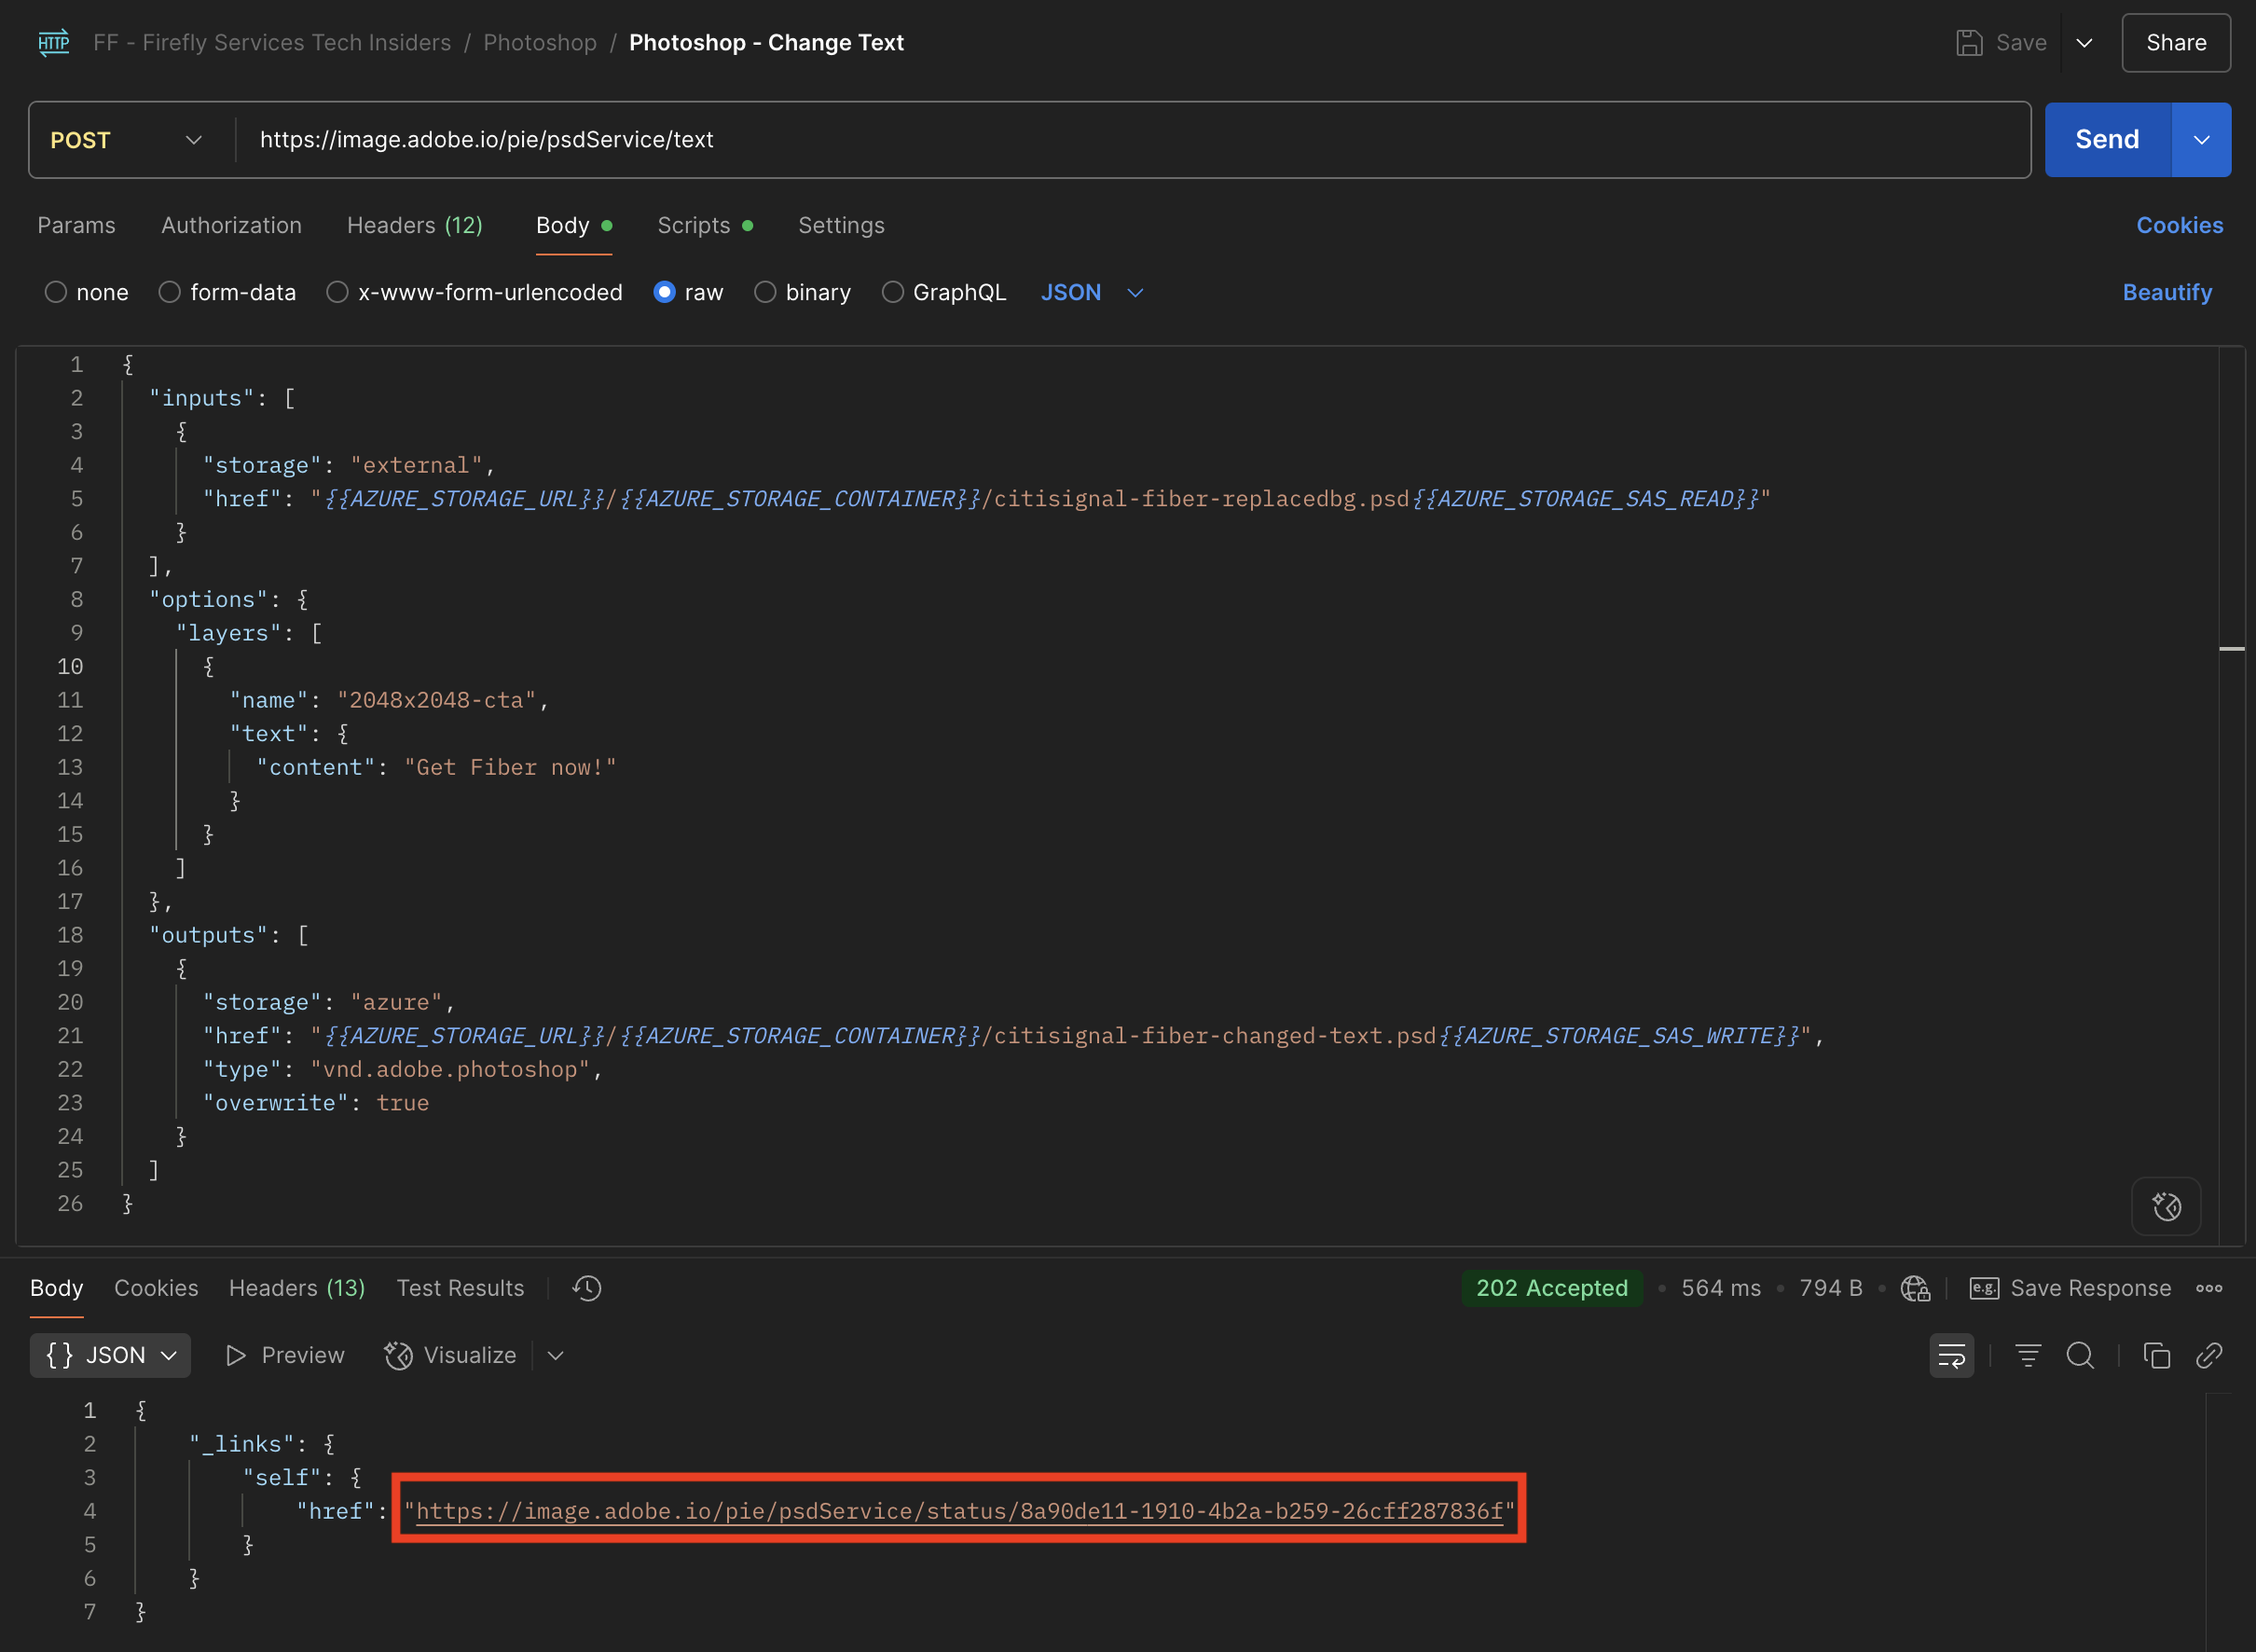 HTTP FF - Firefly Services Tech Insiders / Photoshop / Photoshop - Change Text Save Share
POST https://image.adobe.io/pie/psdService/text Send
Params Authorization Headers (12) Body Scripts Settings Cookies
none form-data x-www-form-urlencoded raw binary GraphQL JSON Beautify
1 {
2 "inputs": [
3 {
4 "storage": "external",
5 "href": "{{AZURE_STORAGE_URL}}/{{AZURE_STORAGE_CONTAINER}}/citisignal-fiber-replacedbg.psd{{AZURE_STORAGE_SAS_READ}}"
6 }
7 ],
8 "options": {
9 "layers": [
10 {
11 "name": "2048x2048-cta",
12 "text": {
13 "content": "Get Fiber now!"
14 }
15 }
16 ]
17 },
18 "outputs": [
19 {
20 "storage": "azure",
21 "href": "{{AZURE_STORAGE_URL}}/{{AZURE_STORAGE_CONTAINER}}/citisignal-fiber-changed-text.psd{{AZURE_STORAGE_SAS_WRITE}}",
22 "type": "vnd.adobe.photoshop",
23 "overwrite": true
24 }
25 ]
26 }
Body Cookies Headers (13) Test Results 202 Accepted • 564 ms • 794 B • e.g. Save Response
{} JSON Preview Visualize
1 {
2 "_links": {
3 "self": {
4 "href": "https://image.adobe.io/pie/psdService/status/8a90de11-1910-4b2a-b259-26cff287836f"
5 }
6 }
7 }